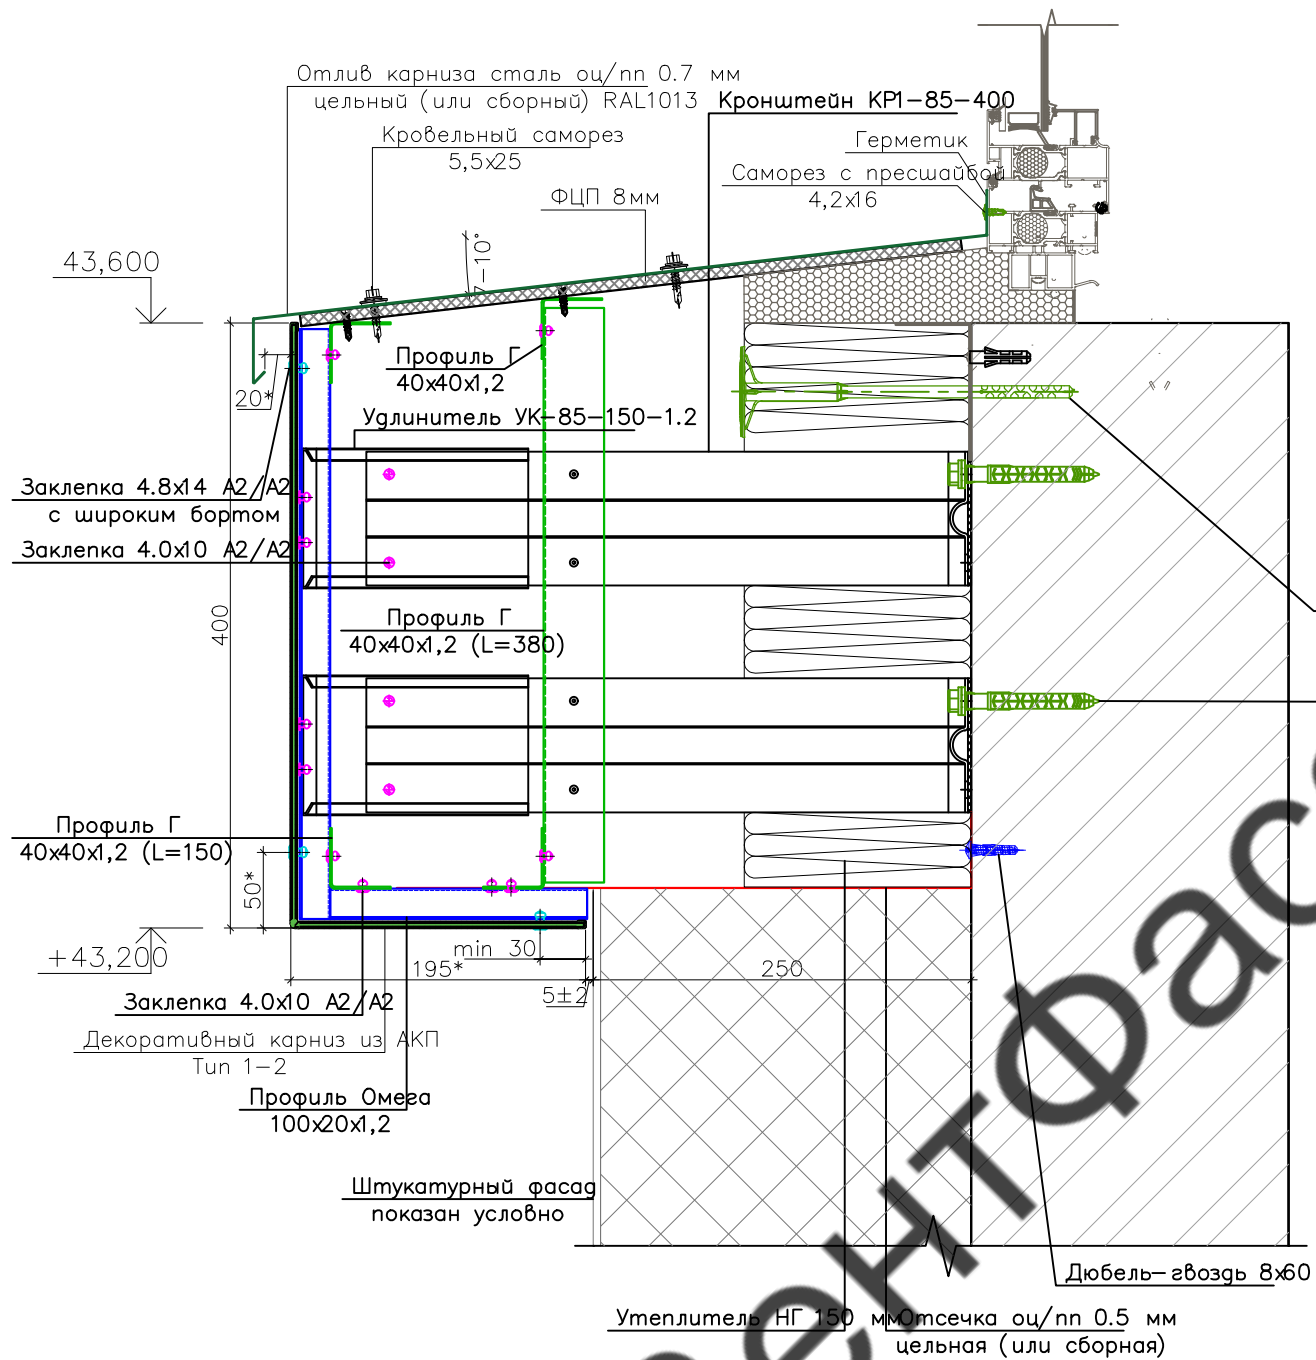 Отлив карниза сталь оц/пп 0.7 мм
цельный (или сборный) RAL1013
Кронштейн КР1-85-400
Кровельный саморез
5,5х25
Герметик
Саморез с пресшайбой
4,2х16
ФЦП 8мм
7-10°
43,600
Профиль Г
40х40х1,2
20*
Удлинитель УК-85-150-1.2
Заклепка 4.8х14 А2/А2
с широким бортом
Заклепка 4.0х10 А2/А2
400
Профиль Г
40х40х1,2 (L=380)
Профиль Г
40х40х1,2 (L=150)
50*
+43,200
min 30
195*
250
5±2
Заклепка 4.0х10 А2/А2
Декоративный карниз из АКП
Тип 1-2
Профиль Омега
100х20х1,2
Штукатурный фасад
показан условно
Дюбель-гвоздь 8х60
Утеплитель НГ 150 мм
Отсечка оц/пп 0.5 мм
цельная (или сборная)
ентФас